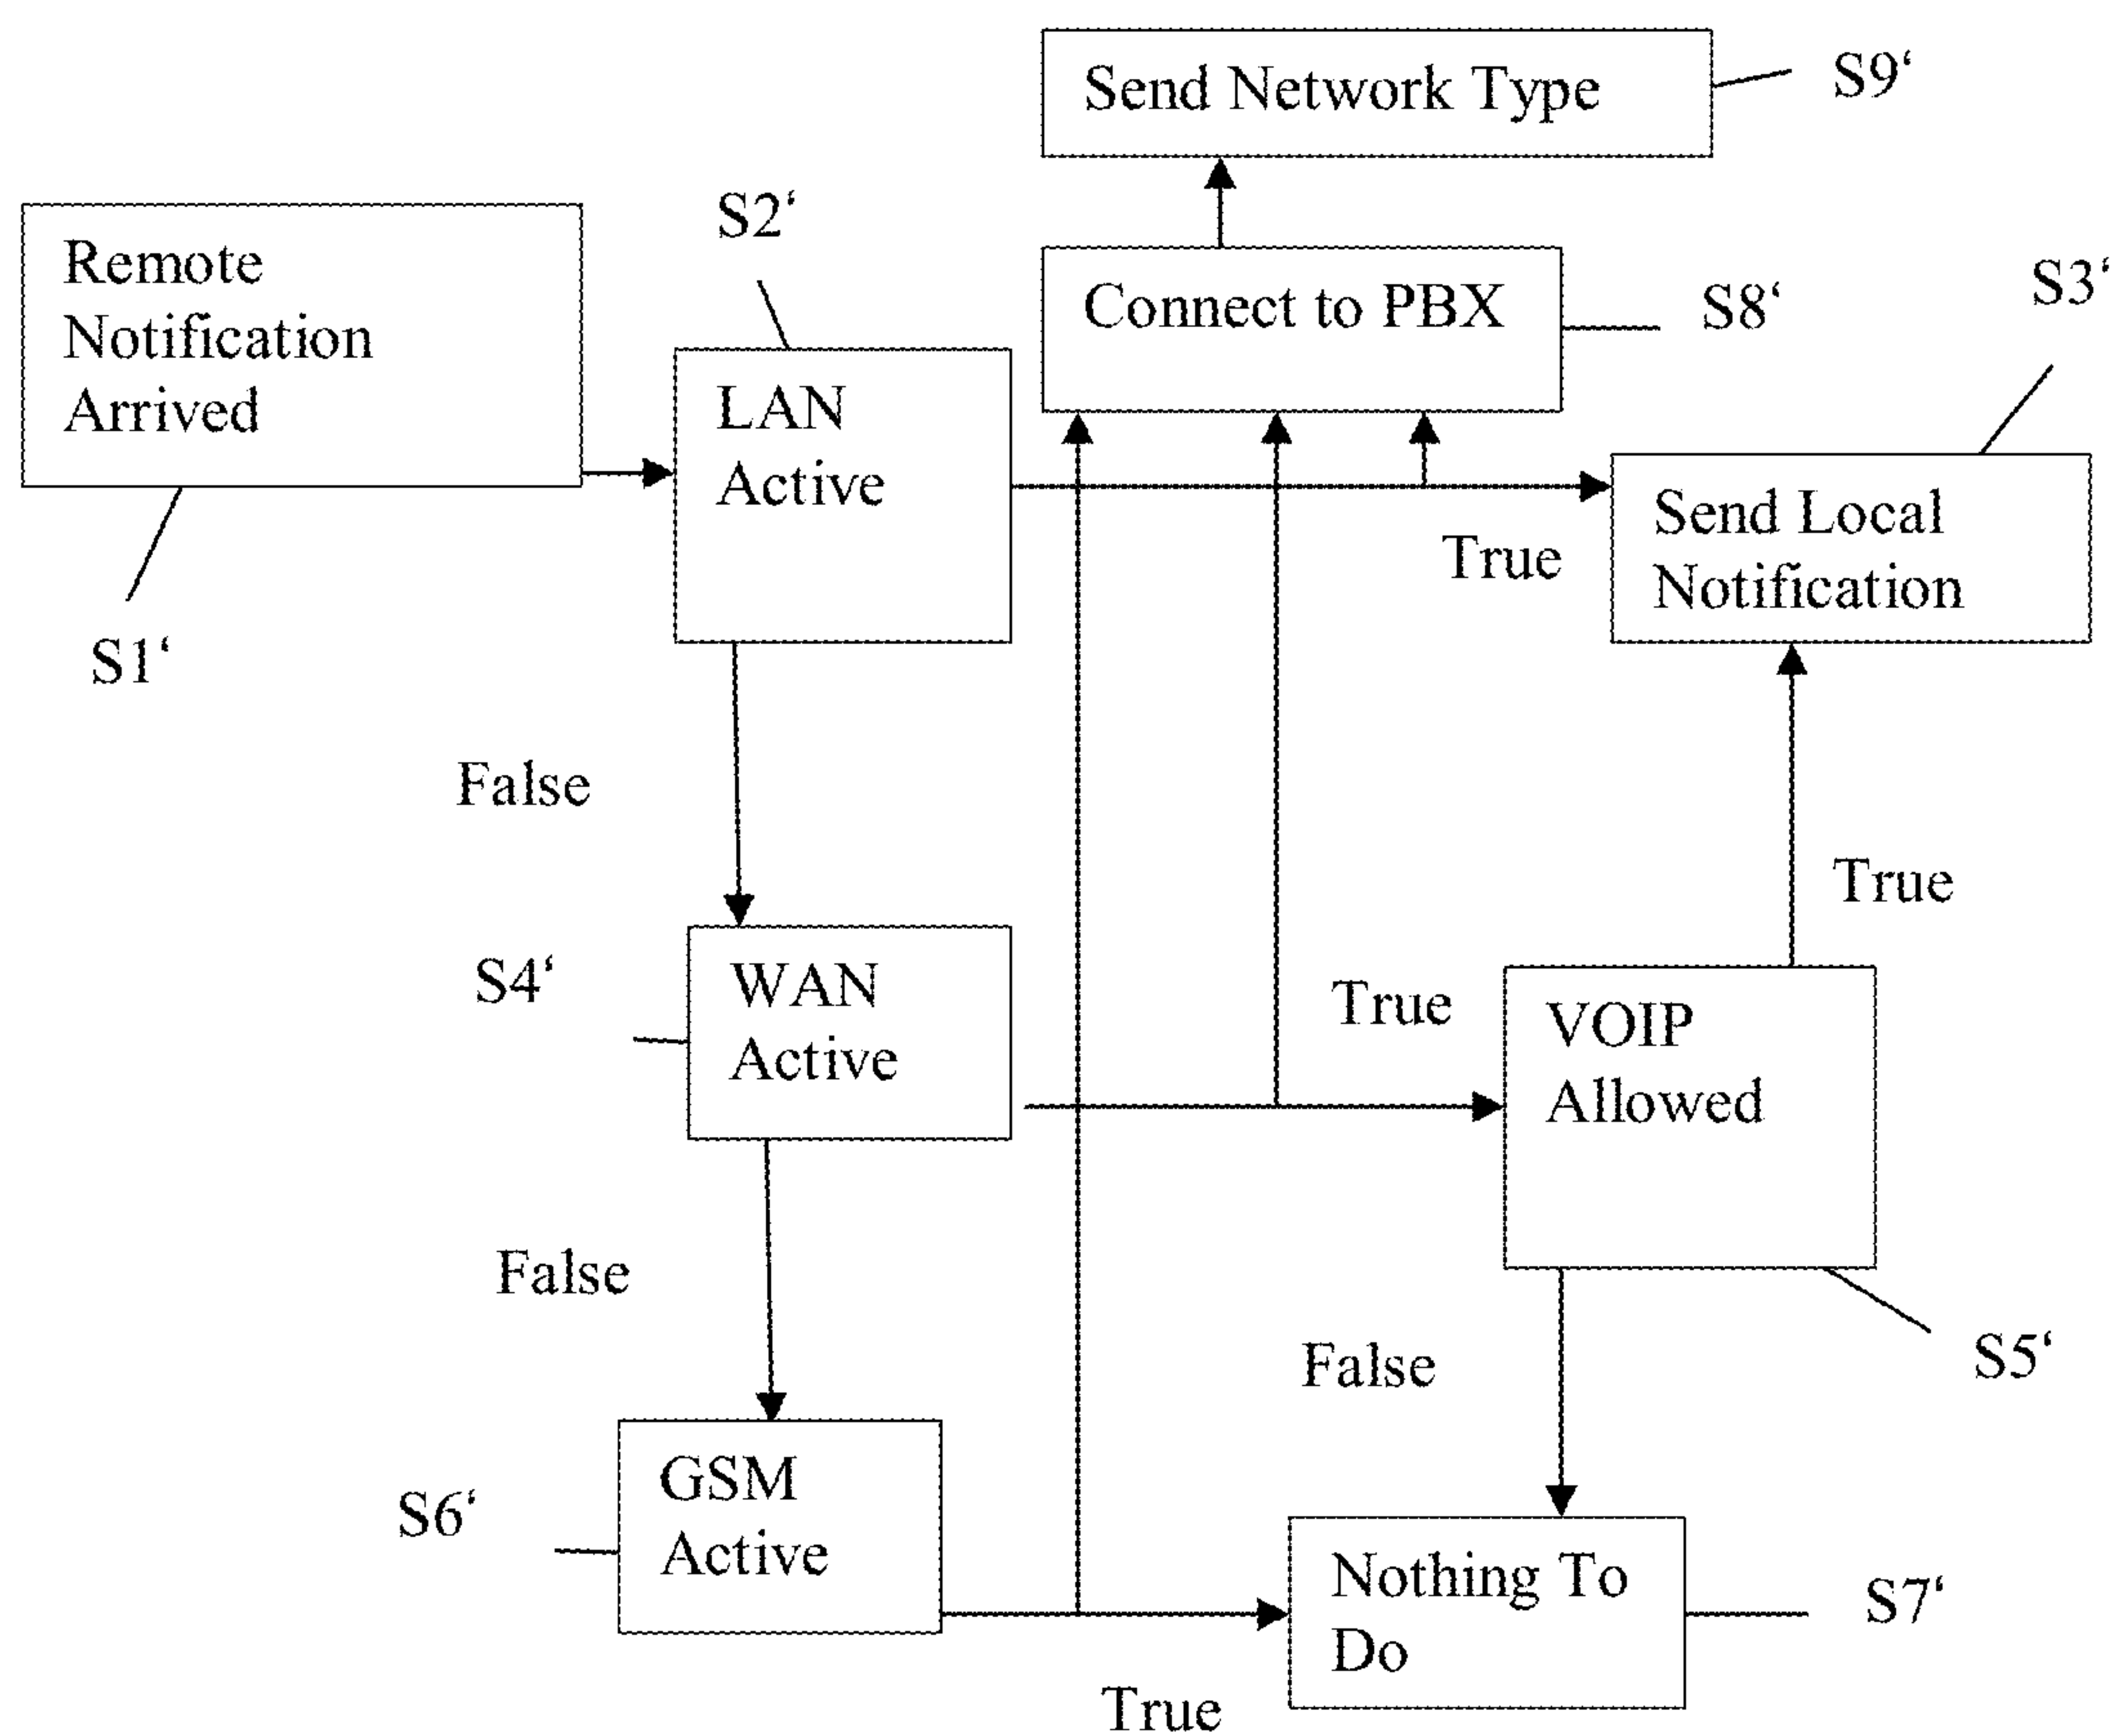 Send Network Type
S9‘
Remote
Notification
Arrived
S2‘
Connect to PBX
S8‘
S3‘
LAN
Active
Send Local
Notification
True
S1‘
False
True
S4‘
WAN
Active
True
VOIP
Allowed
False
False
S5‘
S6‘
GSM
Active
Nothing To
Do
S7‘
True